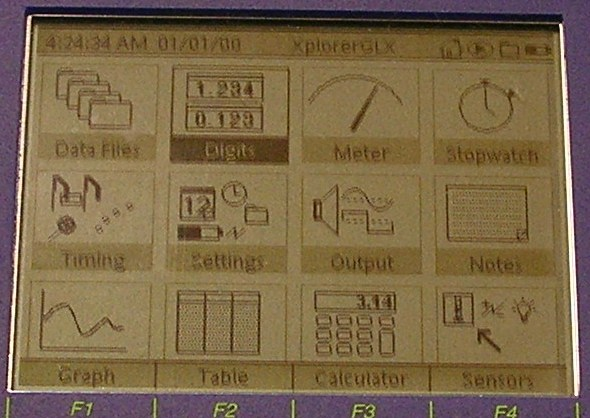 4:24:34 AM 01/01/00 XplorerGLX
1.234
0.123
Data Files Digits Meter Stopwatch
12
Timing Settings Output Notes
3.14
Graph Table Calculator Sensors
F1 F2 F3 F4